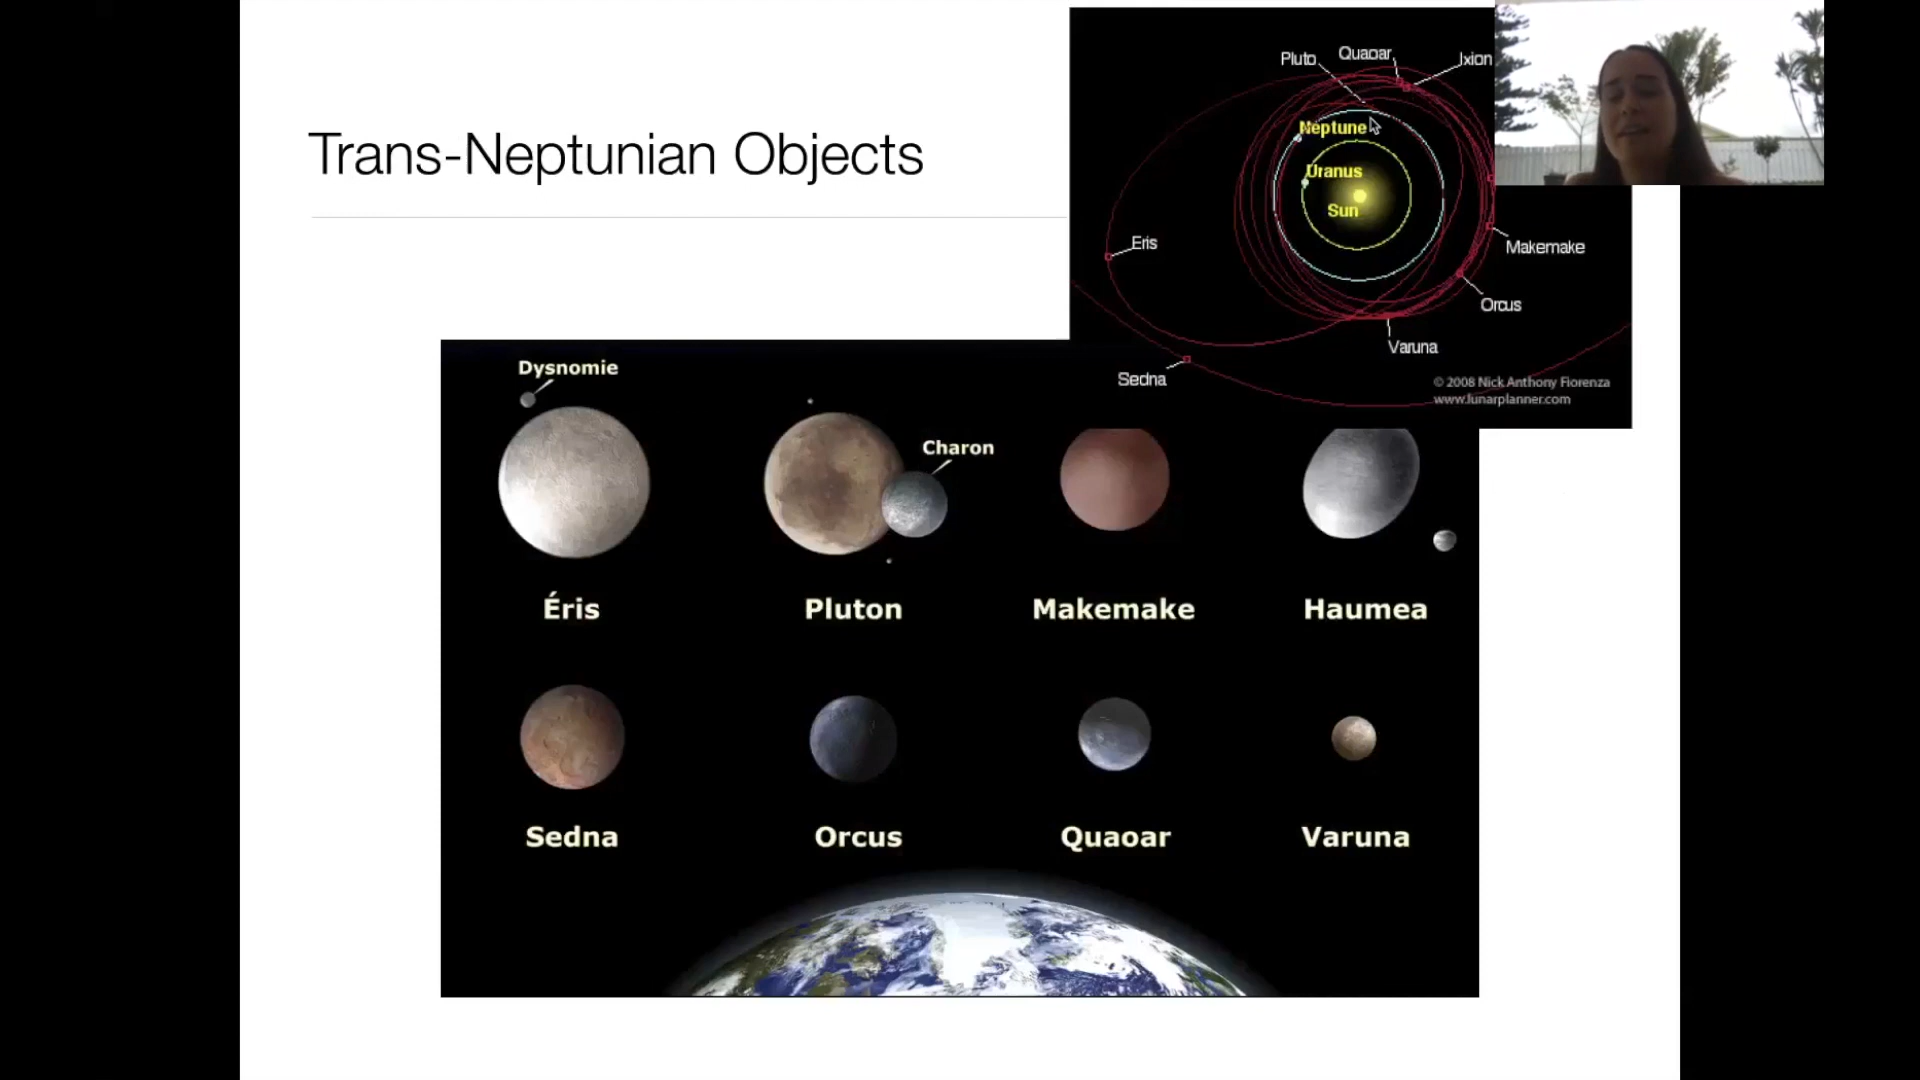 Trans-Neptunian Objects
Pluto
Quaoar
Ixion
Neptune
Uranus
Sun
Eris
Makemake
Orcus
Varuna
Sedna
© 2008 Nick Anthony Fiorenza
www.lunarplanner.com
Dysnomie
Charon
Éris
Pluton
Makemake
Haumea
Sedna
Orcus
Quaoar
Varuna